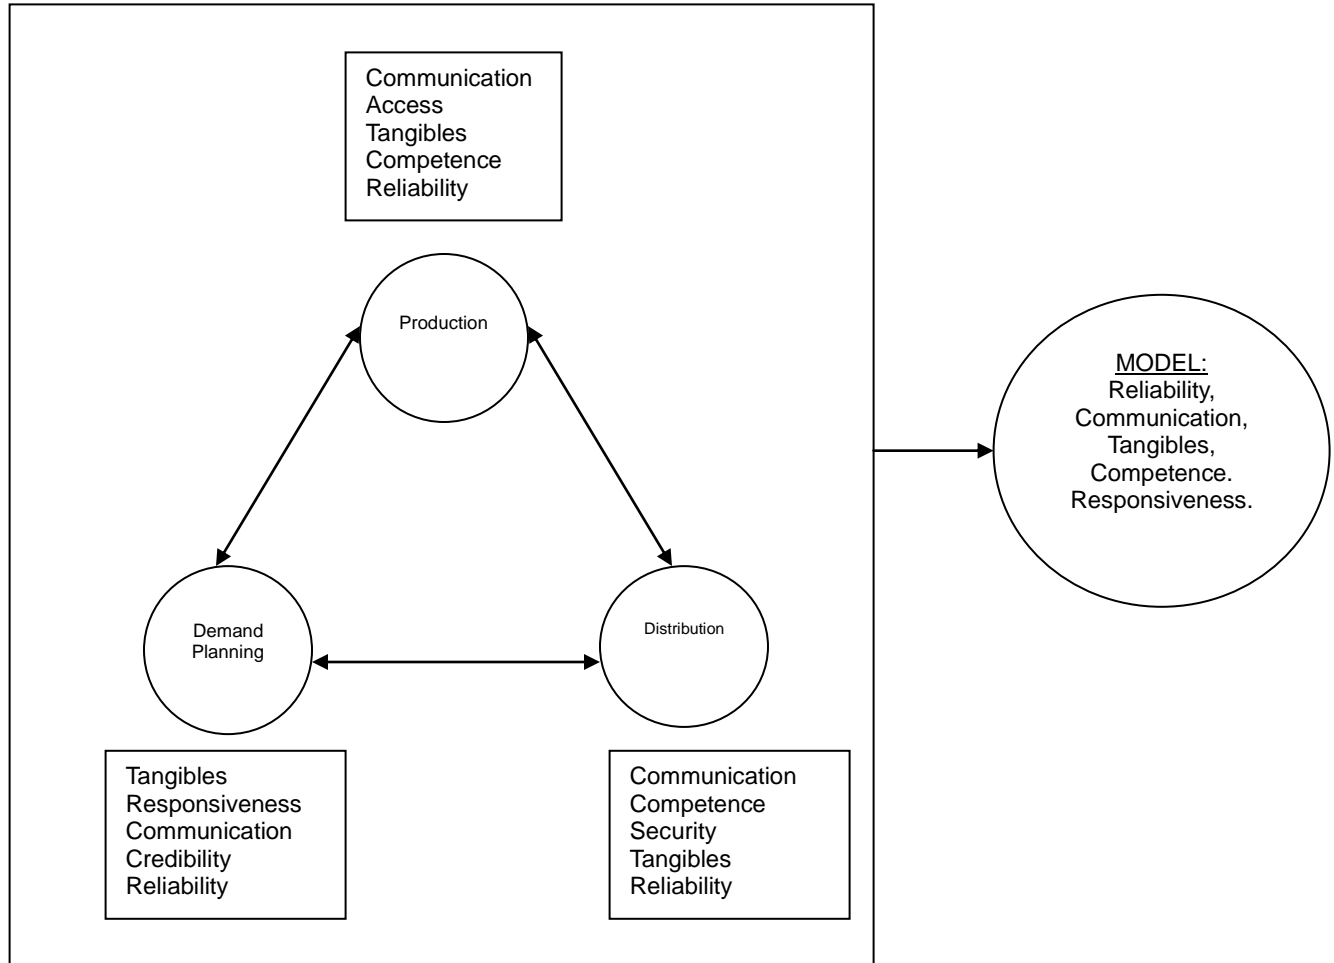 Communication
Access
Tangibles
Competence
Reliability
Production
MODEL:
Reliability,
Communication,
Tangibles,
Competence.
Responsiveness.
Demand
Planning
Distribution
Tangibles
Responsiveness
Communication
Credibility
Reliability
Communication
Competence
Security
Tangibles
Reliability